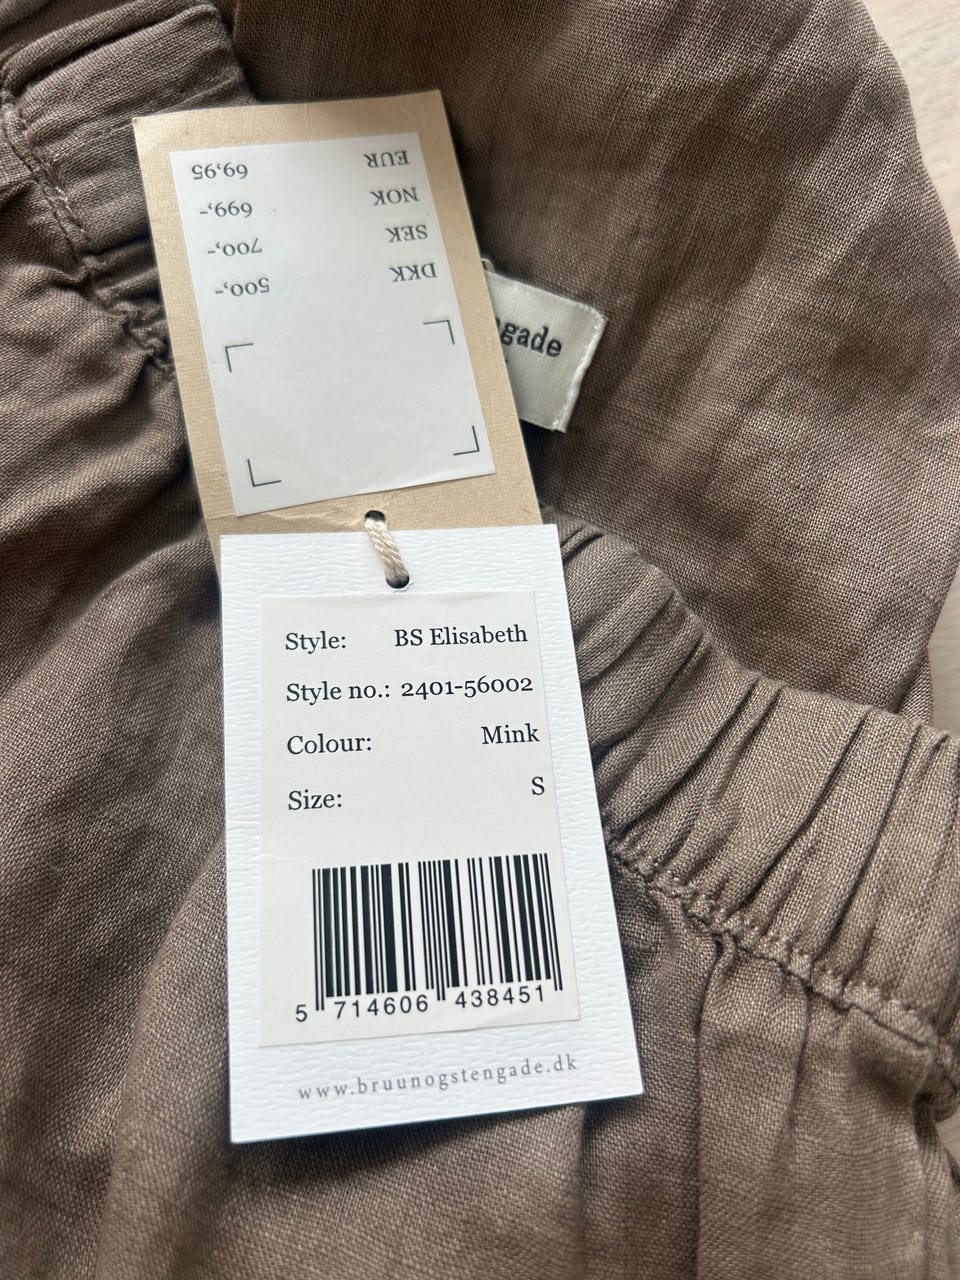 DKK 500,-
SEK 700,-
NOK 699,-
EUR 69,95
gade
Style: BS Elisabeth
Style no.: 2401-56002
Colour: Mink
Size: S
5 714606 438451
www.bruunogstengade.dk